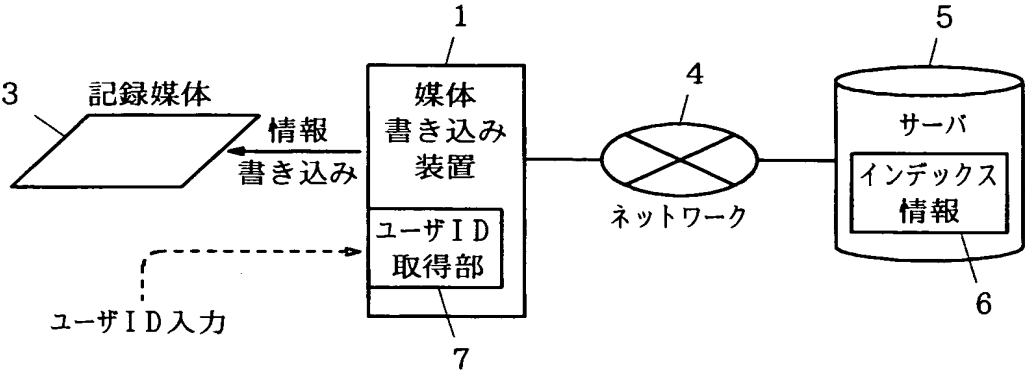 1
5
3
記録媒体
媒体
書き込み
装置
4
サーバ
情報
書き込み
インデックス
情報
ネットワーク
ユーザID
取得部
6
ユーザID入力
7